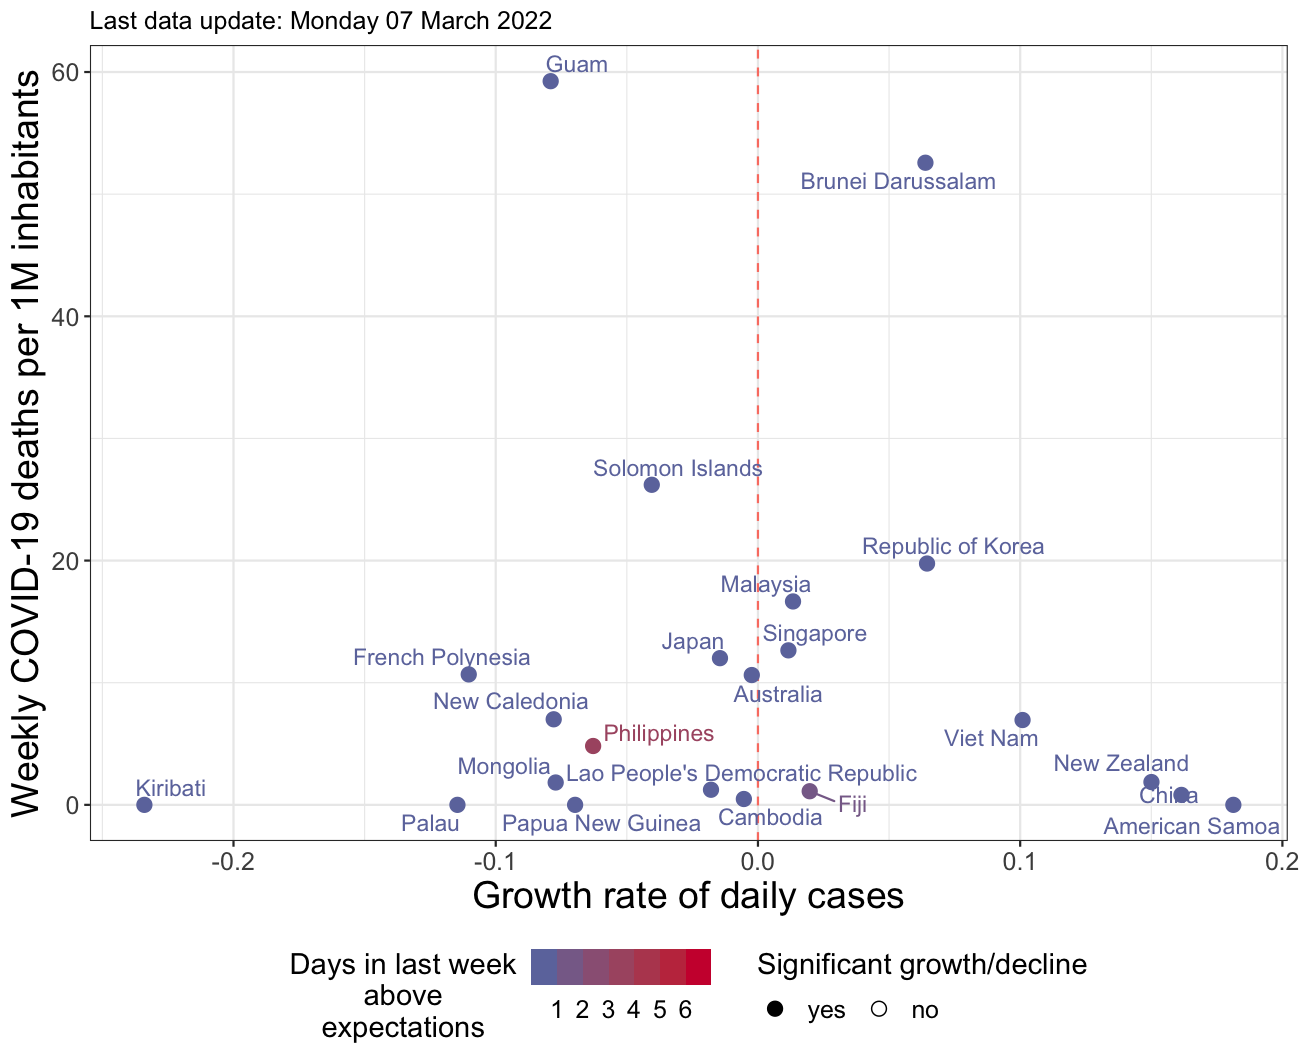 Last data update: Monday 07 March 2022
Weekly COVID-19 deaths per 1M inhabitants
60
40
20
0
Guam
Brunei Darussalam
Solomon Islands
Republic of Korea
Malaysia
Singapore
Japan
French Polynesia
Australia
New Caledonia
Philippines
Viet Nam
Mongolia
Lao People's Democratic Republic
New Zealand
Kiribati
China
Fiji
Palau
Papua New Guinea
Cambodia
American Samoa
-0.2 -0.1 0.0 0.1 0.2
Growth rate of daily cases
Days in last week
above
expectations
1 2 3 4 5 6
Significant growth/decline
yes no